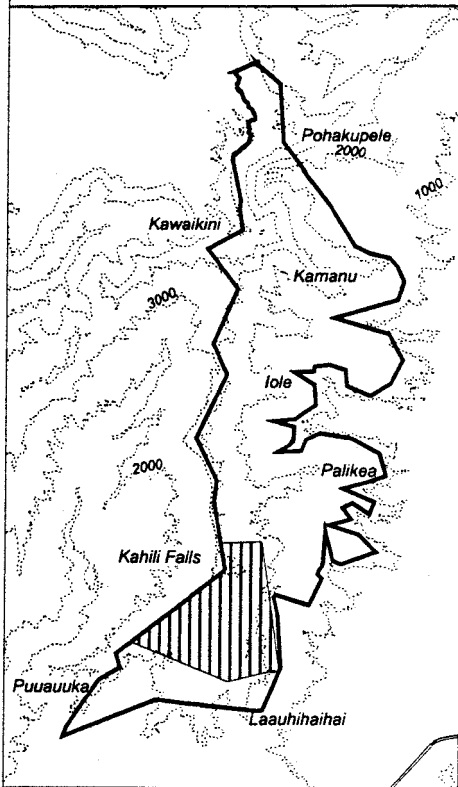 Pohakupele
2000
1000
Kawaikini
Kamanu
3000
Iole
2000
Palikea
Kahili Falls
Puuauuka
Laauhihaihai